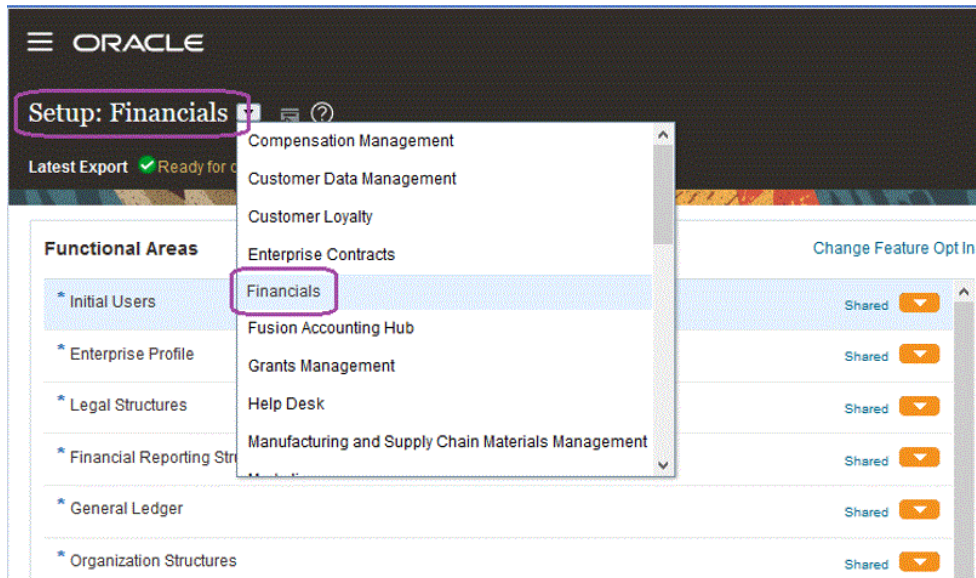 ORACLE
Setup: Financials
Latest Export Ready for
Compensation Management
Customer Data Management
Customer Loyalty
Enterprise Contracts
Financials
Fusion Accounting Hub
Grants Management
Help Desk
Manufacturing and Supply Chain Materials Management
Functional Areas
Change Feature Opt In
* Initial Users
Shared
* Enterprise Profile
Shared
* Legal Structures
Shared
* Financial Reporting
Shared
* General Ledger
Shared
* Organization Structures
Shared